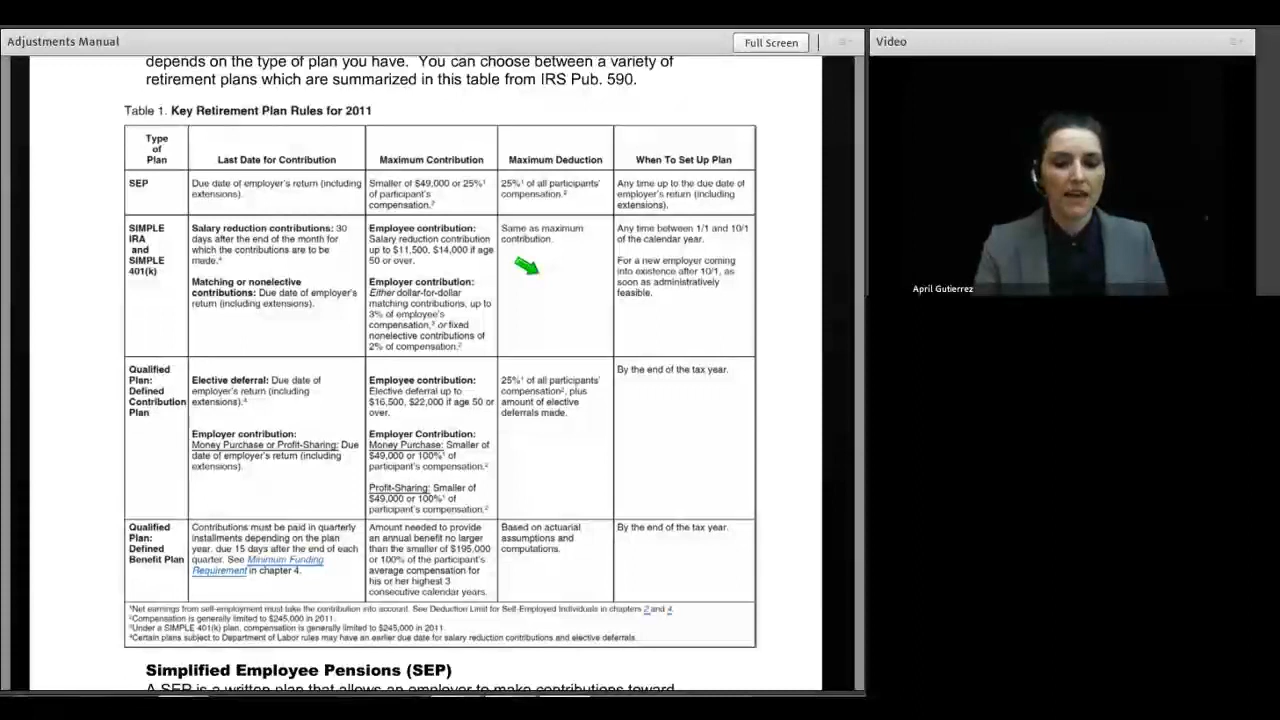 Adjustments Manual
Full Screen
Video
depends on the type of plan you have. You can choose between a variety of
retirement plans which are summarized in this table from IRS Pub. 590.
Table 1. Key Retirement Plan Rules for 2011
Type
of
Plan
Last Date for Contribution
Maximum Contribution
Maximum Deduction
When To Set Up Plan
SEP
Due date of employer's return (including
extensions).
Smaller of $49,000 or 25%¹
of participant's
compensation.²
25%¹ of all participants'
compensation.²
Any time up to the due date of
employer's return (including
extensions).
SIMPLE
IRA
and
SIMPLE
401(k)
Salary reduction contributions: 30
days after the end of the month for
which the contributions are to be
made.⁴
Matching or nonelective
contributions: Due date of employer's
return (including extensions).
Employee contribution:
Salary reduction contribution
up to $11,500, $14,000 if age
50 or over.
Employer contribution:
Either dollar-for-dollar
matching contributions, up to
3% of employee's
compensation,³ or fixed
nonelective contributions of
2% of compensation.²
Same as maximum
contribution.
Any time between 1/1 and 10/1
of the calendar year.
For a new employer coming
into existence after 10/1, as
soon as administratively
feasible.
Qualified
Plan:
Defined
Contribution
Plan
Elective deferral: Due date of
employer's return (including
extensions).⁴
Employer contribution:
Money Purchase or Profit-Sharing: Due
date of employer's return (including
extensions).
Employee contribution:
Elective deferral up to
$16,500, $22,000 if age 50 or
over.
Employer Contribution:
Money Purchase: Smaller of
$49,000 or 100%¹ of
participant's compensation.²
Profit-Sharing: Smaller of
$49,000 or 100%¹ of
participant's compensation.²
25%¹ of all participants'
compensation², plus
amount of elective
deferrals made.
By the end of the tax year.
Qualified
Plan:
Defined
Benefit Plan
Contributions must be paid in quarterly
installments depending on the plan
year, due 15 days after the end of each
quarter. See Minimum Funding
Requirement in chapter 4.
Amount needed to provide
an annual benefit no larger
than the smaller of $195,000
or 100% of the participant's
average compensation for
his or her highest 3
consecutive calendar years.
Based on actuarial
assumptions and
computations.
By the end of the tax year.
¹Net earnings from self-employment must take the contribution into account. See Deduction Limit for Self-Employed Individuals in chapters 2 and 4.
²Compensation is generally limited to $245,000 in 2011.
³Under a SIMPLE 401(k) plan, compensation is generally limited to $245,000 in 2011.
⁴Certain plans subject to Department of Labor rules may have an earlier due date for salary reduction contributions and elective deferrals.
Simplified Employee Pensions (SEP)
A SEP is a written plan that allows an employer to make contributions toward
April Gutierrez